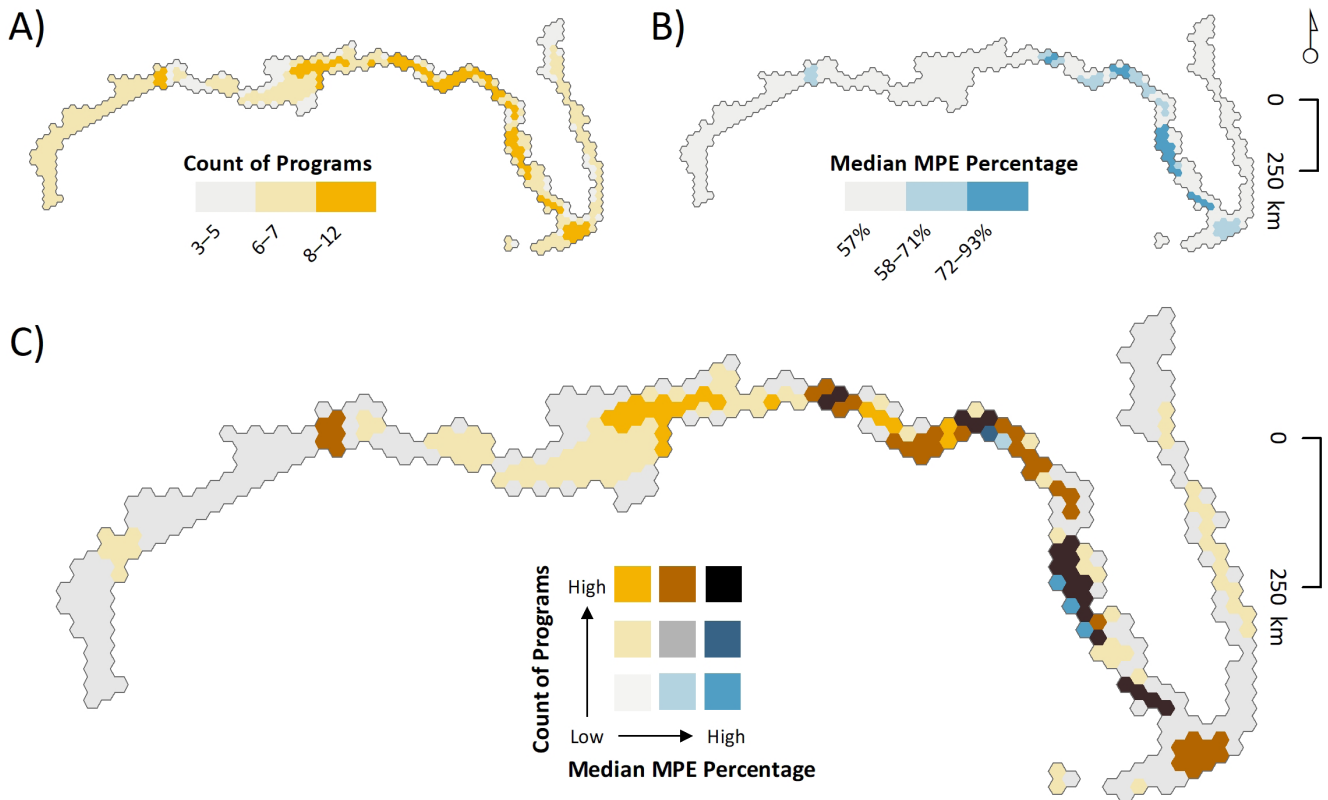 A)
B)
Count of Programs
3–5
6–7
8–12
Median MPE Percentage
57%
58–71%
72–93%
0
250 km
C)
Count of Programs
High
Low
High
Median MPE Percentage
0
250 km